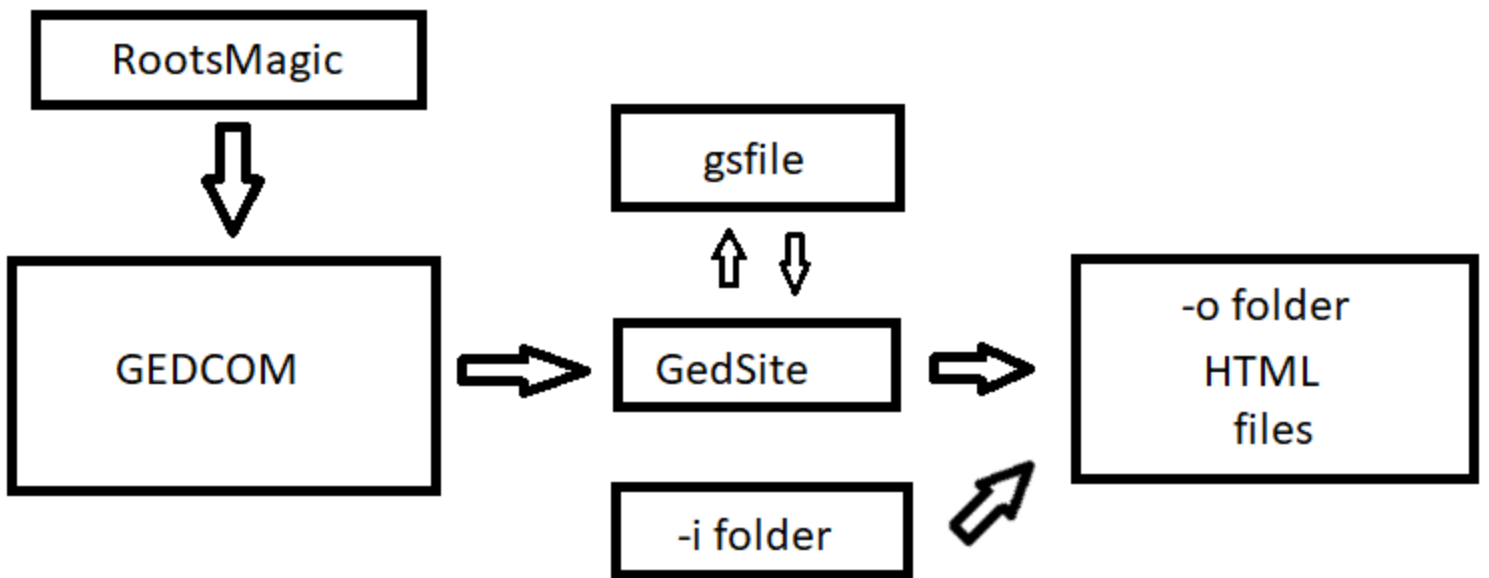 RootsMagic
gsfile
GEDCOM
GedSite
-o folder
HTML
files
-i folder